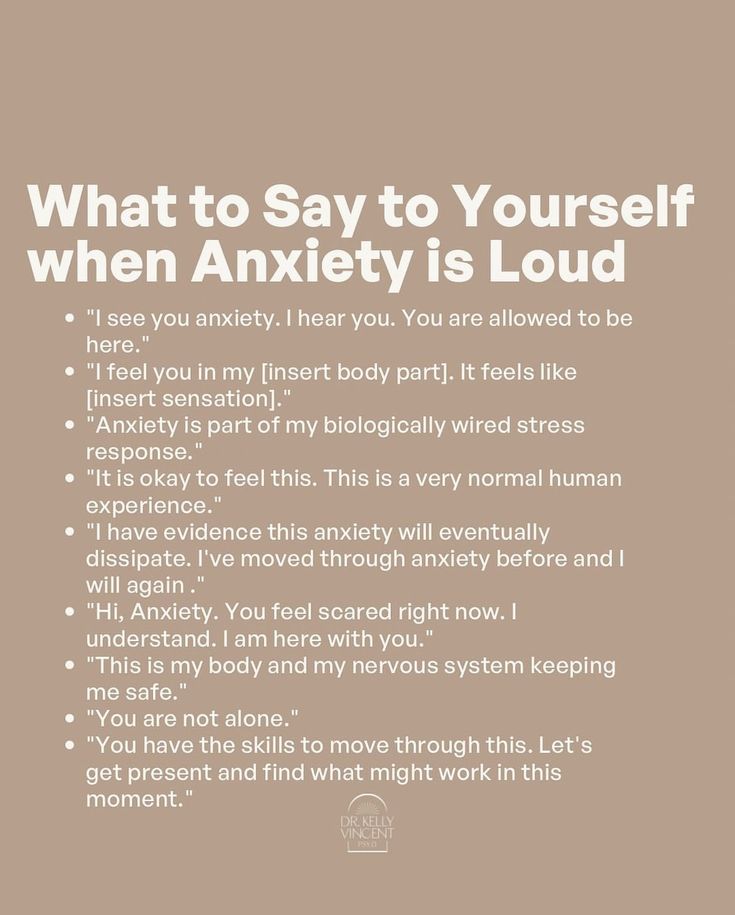 What to Say to Yourself
when Anxiety is Loud
• "I see you anxiety. I hear you. You are allowed to be
here."
• "I feel you in my [insert body part]. It feels like
[insert sensation]."
• "Anxiety is part of my biologically wired stress
response."
• "It is okay to feel this. This is a very normal human
experience."
• "I have evidence this anxiety will eventually
dissipate. I've moved through anxiety before and I
will again ."
• "Hi, Anxiety. You feel scared right now. I
understand. I am here with you."
• "This is my body and my nervous system keeping
me safe."
• "You are not alone."
• "You have the skills to move through this. Let's
get present and find what might work in this
moment."
DR. KELLY
VINCENT
PSY.D